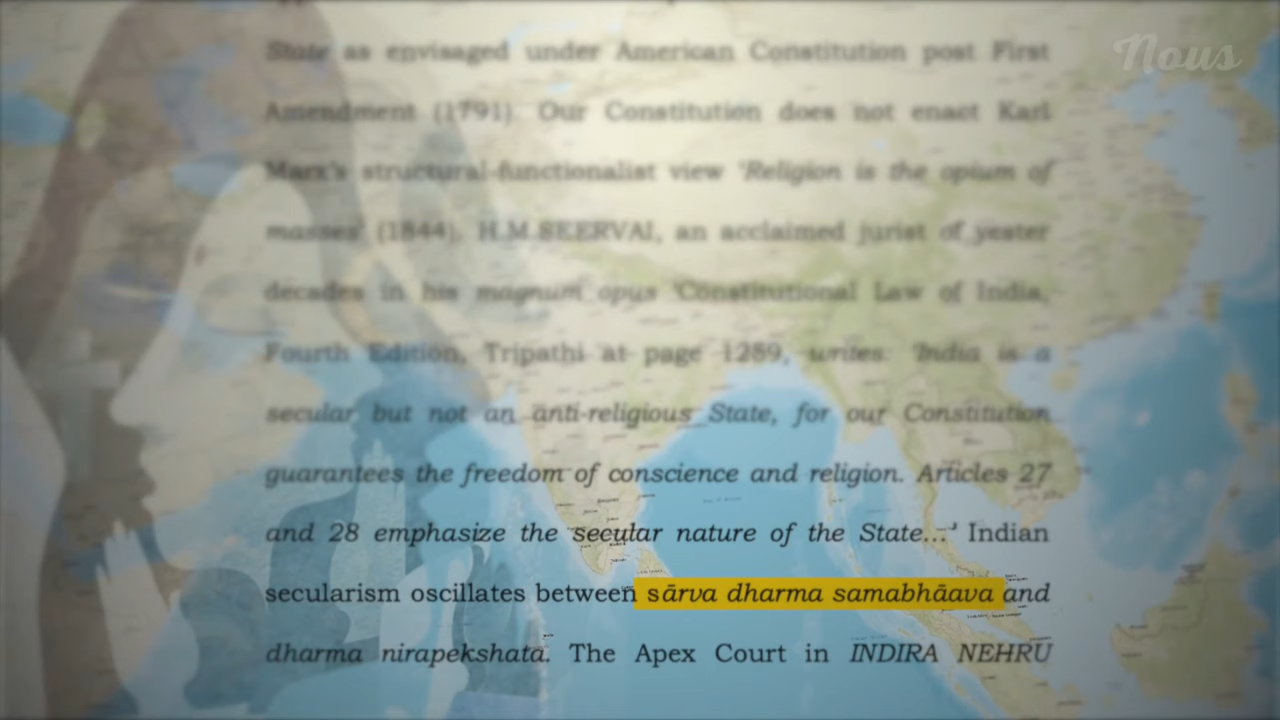 Nous
State as envisaged under American Constitution post First
Amendment (1791). Our Constitution does not enact Karl
Marx's structural-functionalist view 'Religion is the opium of
masses' (1844). H.M.SEERVAI, an acclaimed jurist of yester
decades in his magnum opus 'Constitutional Law of India,
Fourth Edition, Tripathi at page 1289, writes: 'India is a
secular but not an anti-religious State, for our Constitution
guarantees the freedom of conscience and religion. Articles 27
and 28 emphasize the secular nature of the State...' Indian
secularism oscillates between sārva dharma samabhāava and
dharma nirapekshata. The Apex Court in INDIRA NEHRU